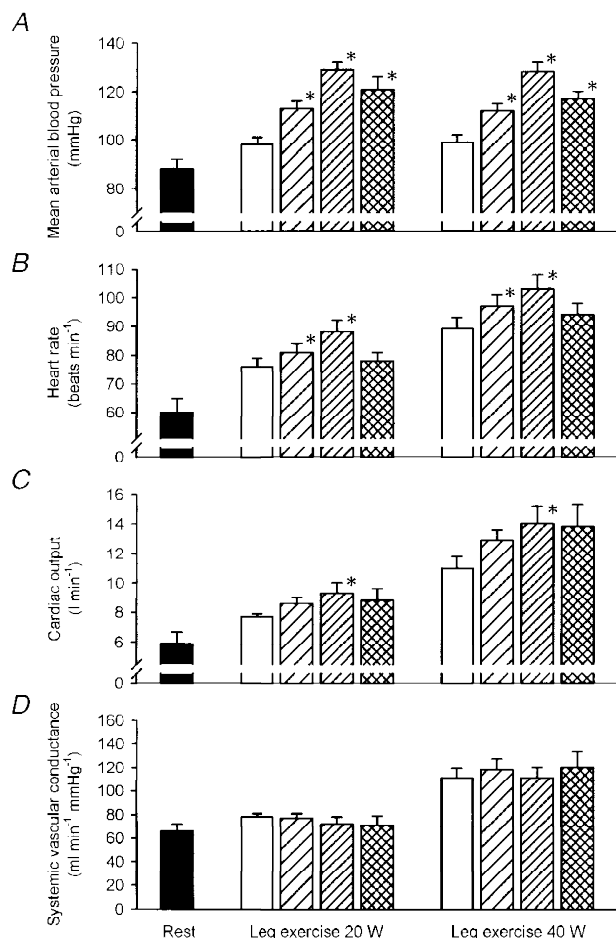 A
Mean arterial blood pressure
(mmHg)
140
120
100
80
0
* * * * * *
B
Heart rate
(beats min⁻¹)
110
100
90
80
70
60
0
* * * *
C
Cardiac output
(l min⁻¹)
16
14
12
10
8
6
0
* *
D
Systemic vascular conductance
(ml min⁻¹ mmHg⁻¹)
160
140
120
100
80
60
40
20
0
Rest
Leg exercise 20 W
Leg exercise 40 W